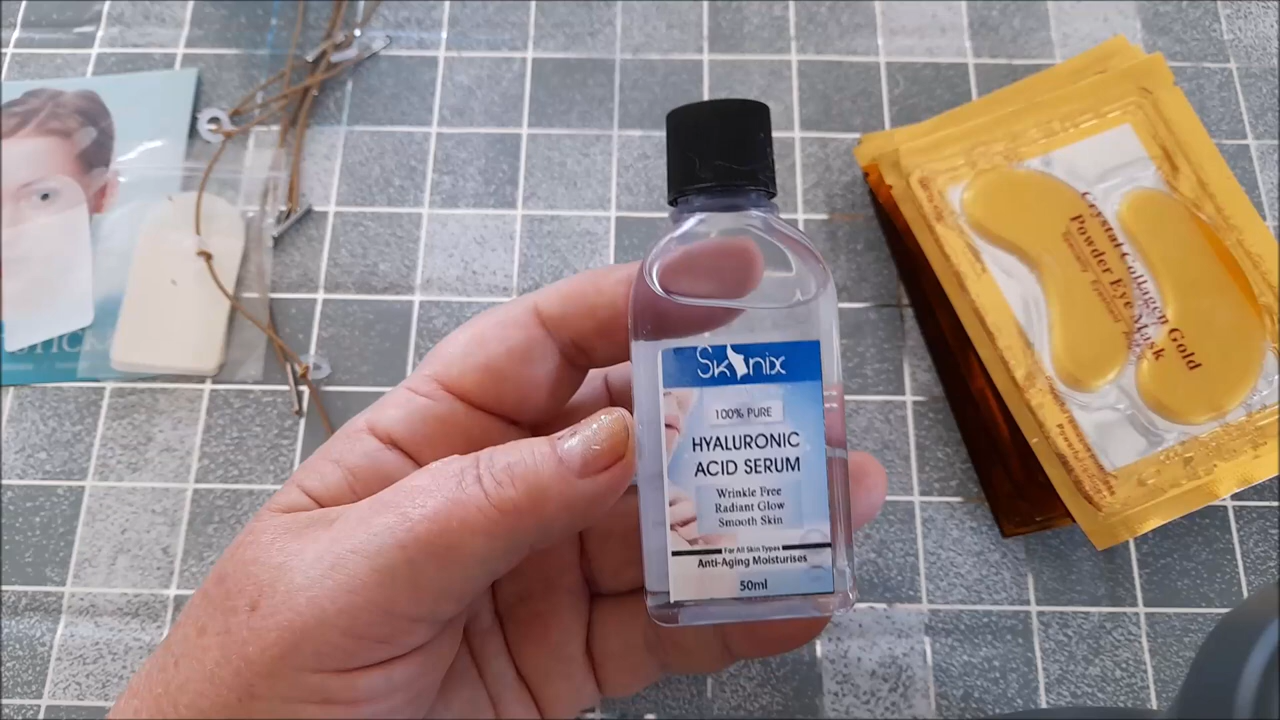 Skinix
100% PURE
HYALURONIC
ACID SERUM
Wrinkle Free
Radiant Glow
Smooth Skin
For All Skin Types
Anti-Aging Moisturises
50ml
Crystal Collagen Gold
Powder Eye Mask